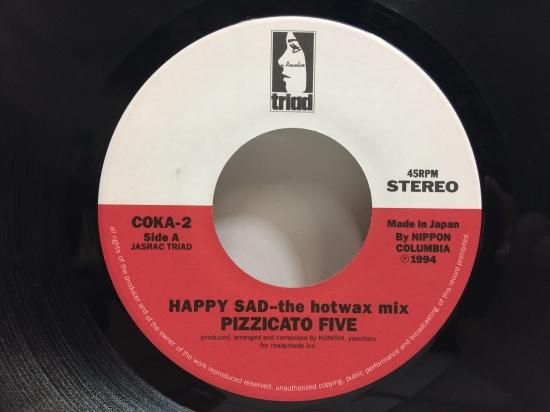 Readymade
triad
45RPM
STEREO
COKA-2
Side A
JASRAC TRIAD
Made in Japan
By NIPPON
COLUMBIA
Ⓟ1994
HAPPY SAD–the hotwax mix
PIZZICATO FIVE
produced, arranged and composed by KONISHI, yasuharu
for readymade inc.
all rights of the producer and of the owner of the work reproduced reserved. unauthorized copying, public performance and broadcasting of this record prohibited.